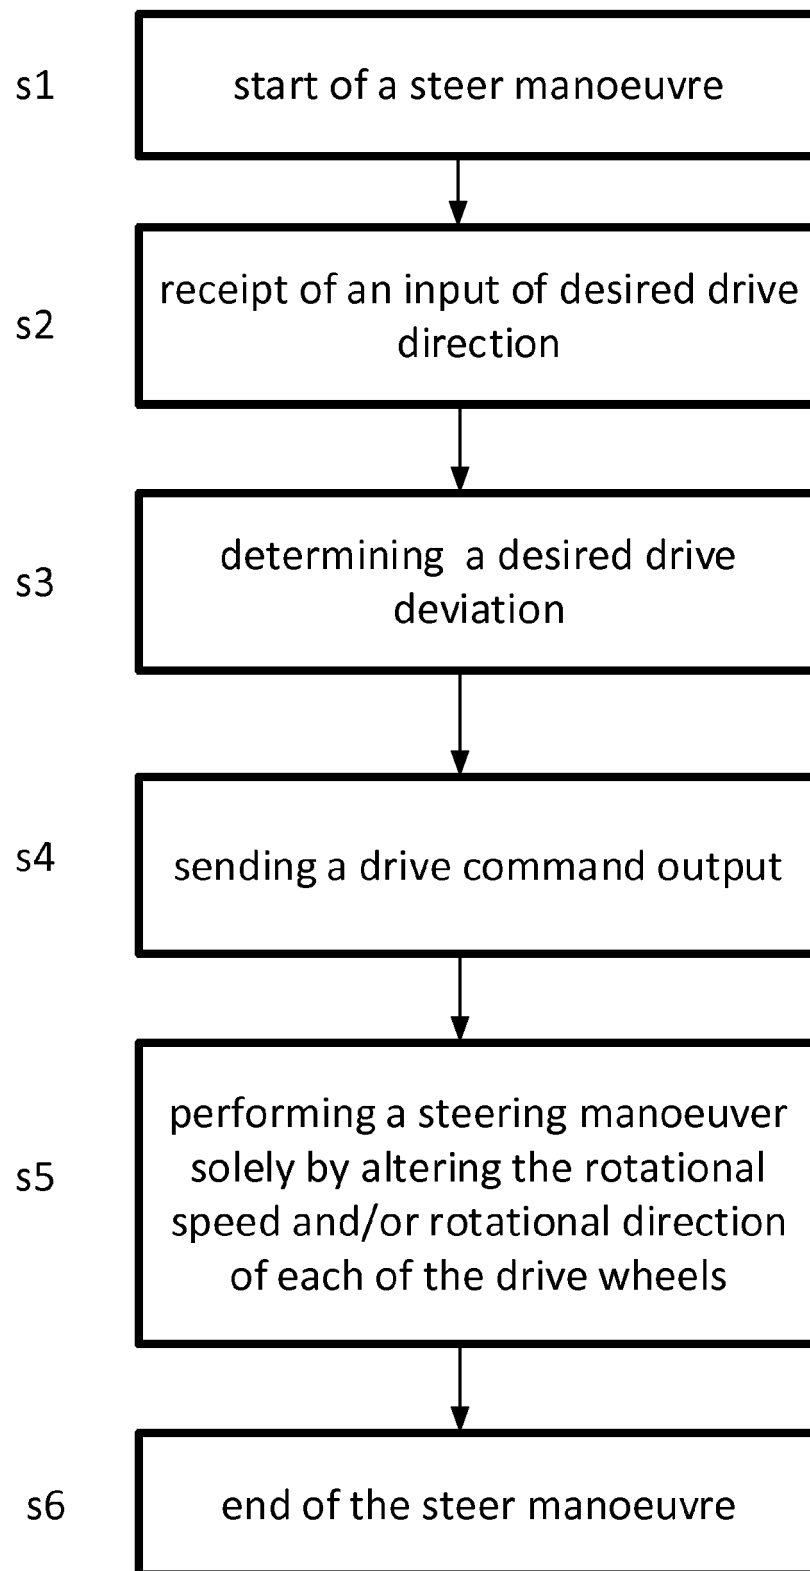 s1
start of a steer manoeuvre
s2
receipt of an input of desired drive
direction
s3
determining a desired drive
deviation
s4
sending a drive command output
s5
performing a steering manoeuver
solely by altering the rotational
speed and/or rotational direction
of each of the drive wheels
s6
end of the steer manoeuvre